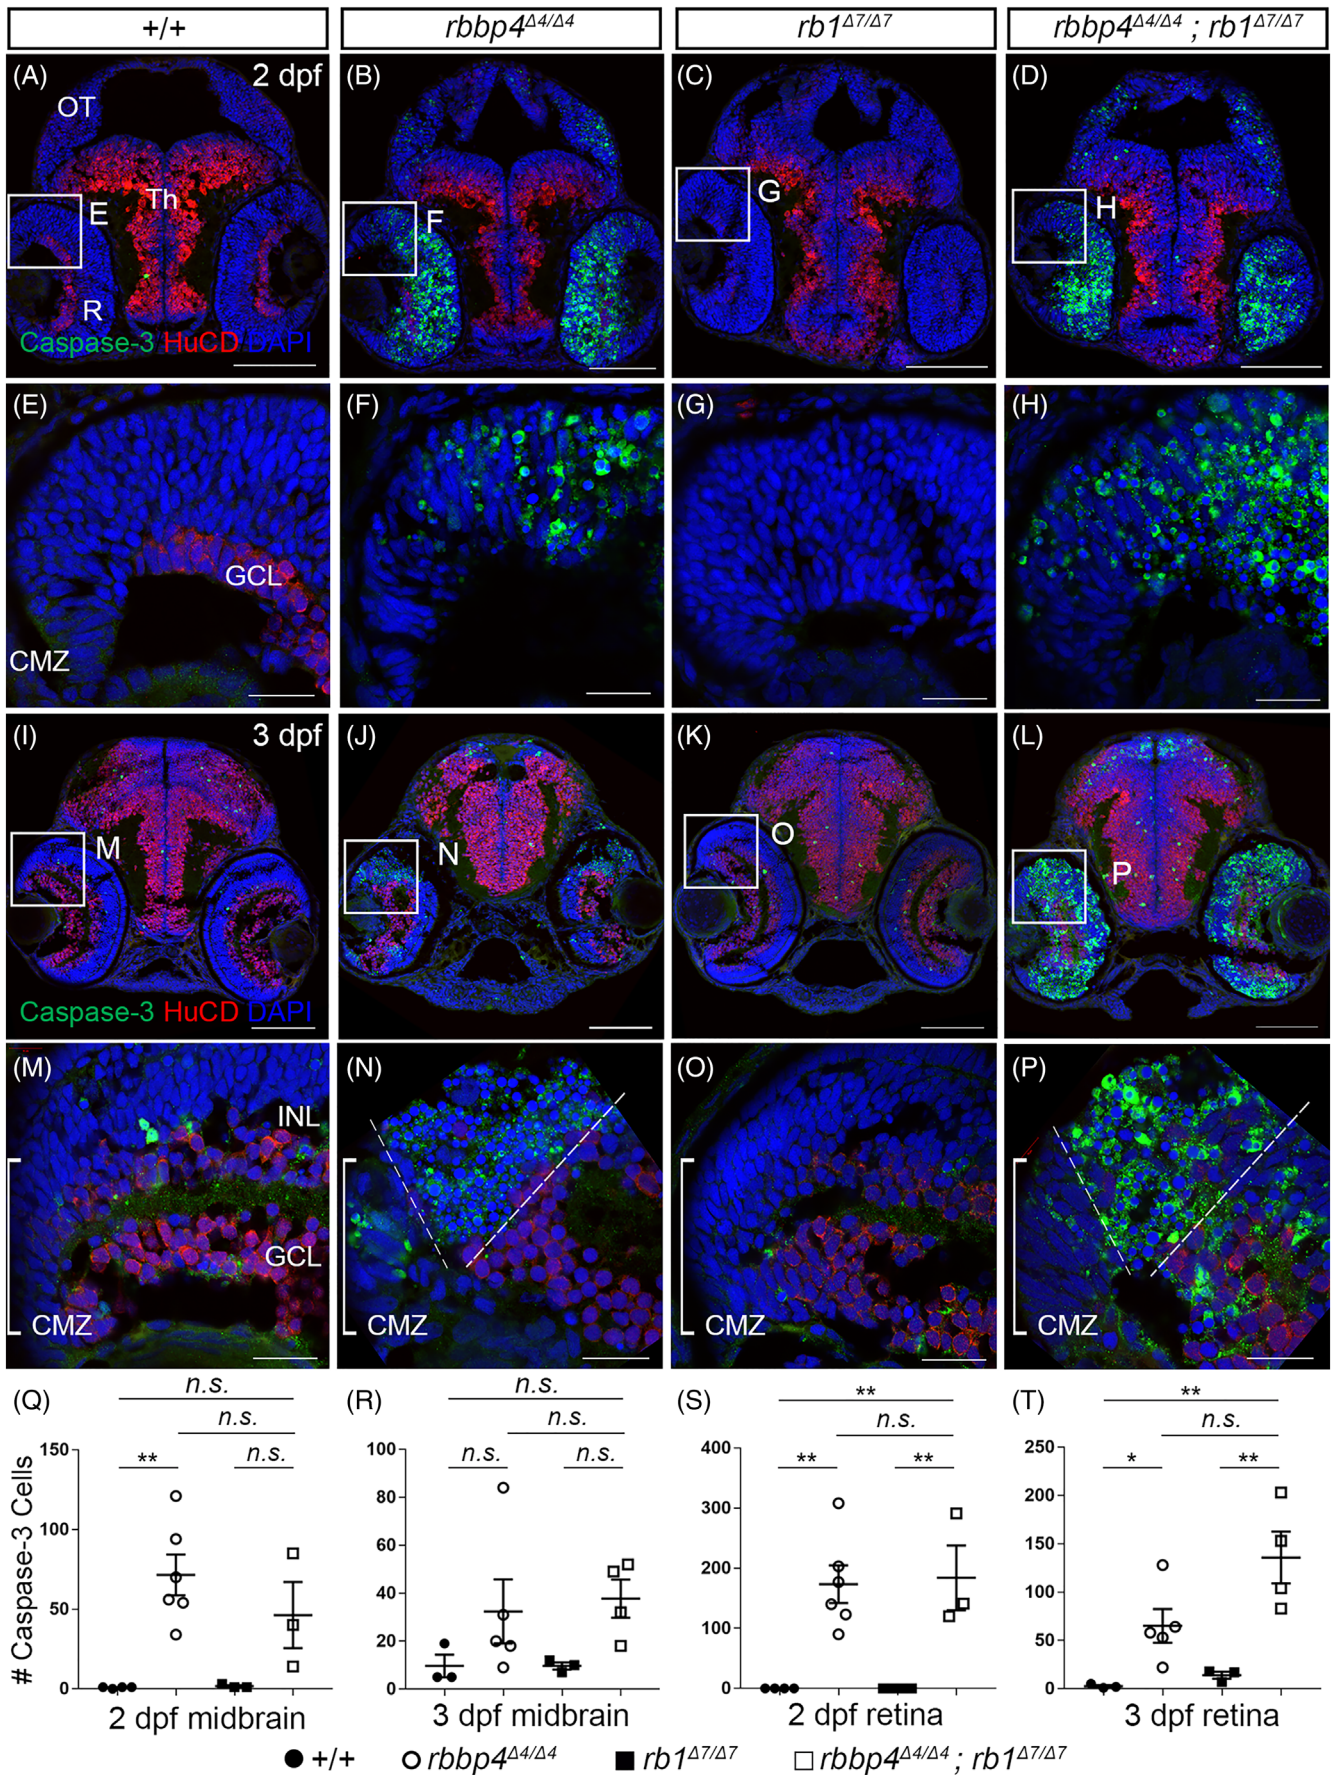 +/+ rbbp4Δ4/Δ4 rb1Δ7/Δ7 rbbp4Δ4/Δ4 ; rb1Δ7/Δ7
(A) 2 dpf (B) (C) (D)
OT
Th
E F G H
R
Caspase-3 HuCD DAPI
(E) (F) (G) (H)
GCL
CMZ
(I) 3 dpf (J) (K) (L)
M N O P
Caspase-3 HuCD DAPI
(M) (N) (O) (P)
INL
GCL
CMZ CMZ CMZ CMZ
(Q) n.s. (R) n.s. (S) ** (T) **
n.s. n.s. n.s. n.s.
** n.s. n.s. n.s. ** ** * **
# Caspase-3 Cells
150 100 50 0
100 80 60 40 20 0
400 300 200 100 0
250 200 150 100 50 0
2 dpf midbrain 3 dpf midbrain 2 dpf retina 3 dpf retina
+/+ rbbp4Δ4/Δ4 rb1Δ7/Δ7 rbbp4Δ4/Δ4 ; rb1Δ7/Δ7